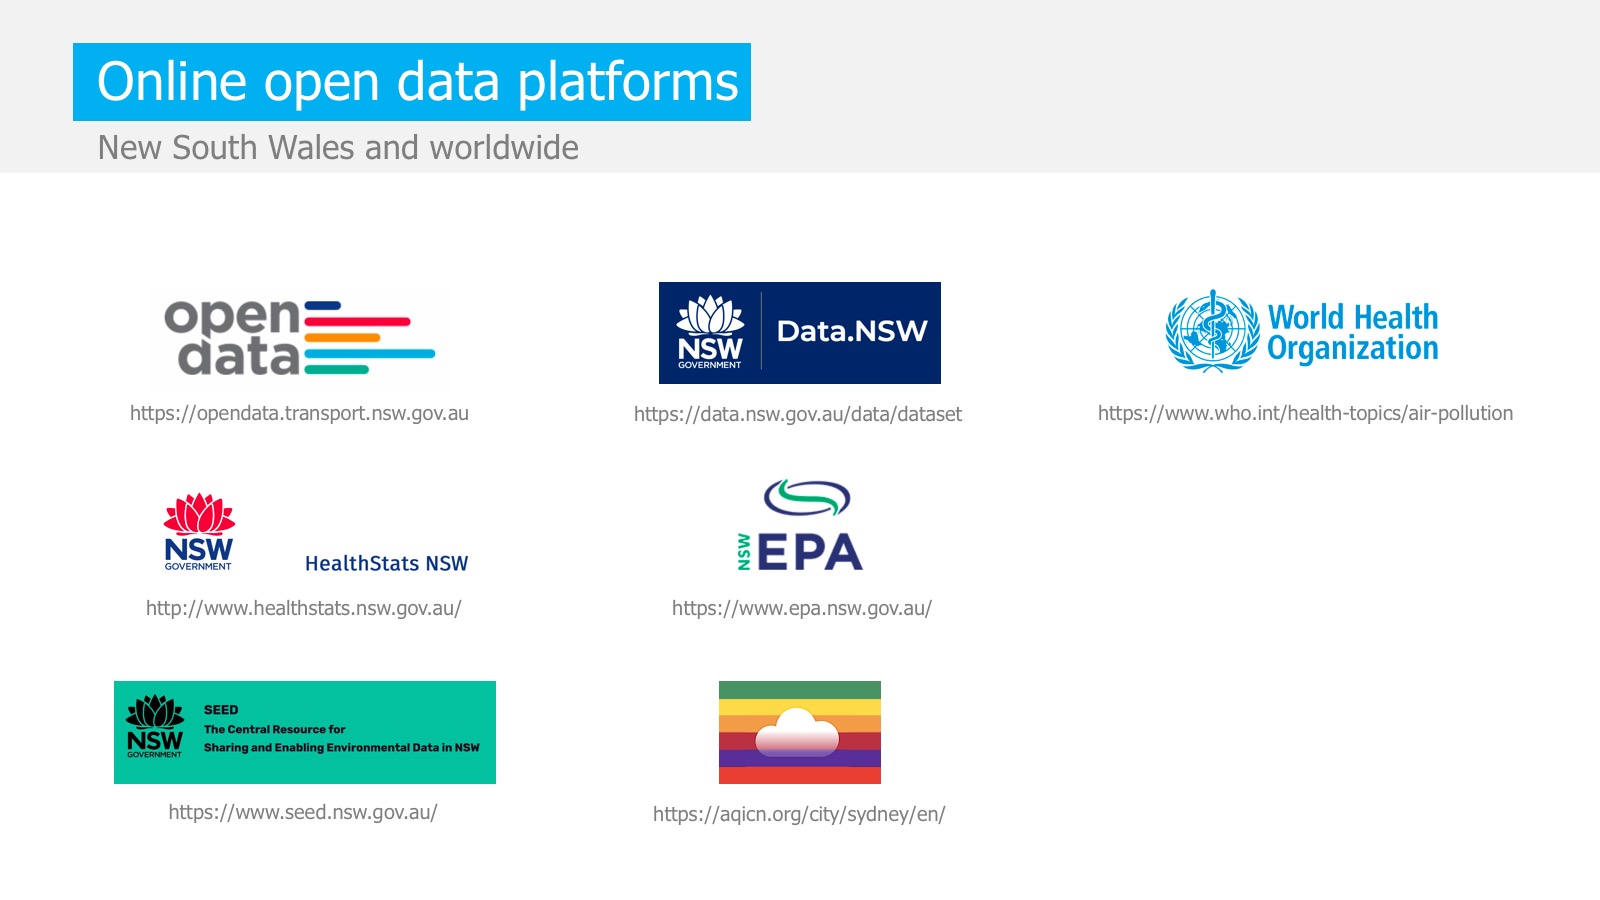 Online open data platforms
New South Wales and worldwide
open
data
https://opendata.transport.nsw.gov.au
NSW
GOVERNMENT
Data.NSW
https://data.nsw.gov.au/data/dataset
World Health
Organization
https://www.who.int/health-topics/air-pollution
NSW
GOVERNMENT
HealthStats NSW
http://www.healthstats.nsw.gov.au/
NSW
EPA
https://www.epa.nsw.gov.au/
NSW
GOVERNMENT
SEED
The Central Resource for
Sharing and Enabling Environmental Data in NSW
https://www.seed.nsw.gov.au/
https://aqicn.org/city/sydney/en/